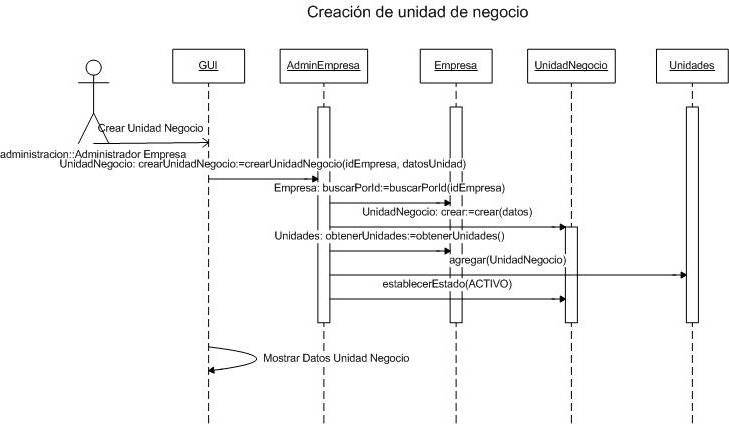 Creación de unidad de negocio
GUI
AdminEmpresa
Empresa
UnidadNegocio
Unidades
Crear Unidad Negocio
administracion::Administrador Empresa
UnidadNegocio: crearUnidadNegocio:=crearUnidadNegocio(idEmpresa, datosUnidad)
Empresa: buscarPorId:=buscarPorId(idEmpresa)
UnidadNegocio: crear:=crear(datos)
Unidades: obtenerUnidades:=obtenerUnidades()
agregar(UnidadNegocio)
establecerEstado(ACTIVO)
Mostrar Datos Unidad Negocio